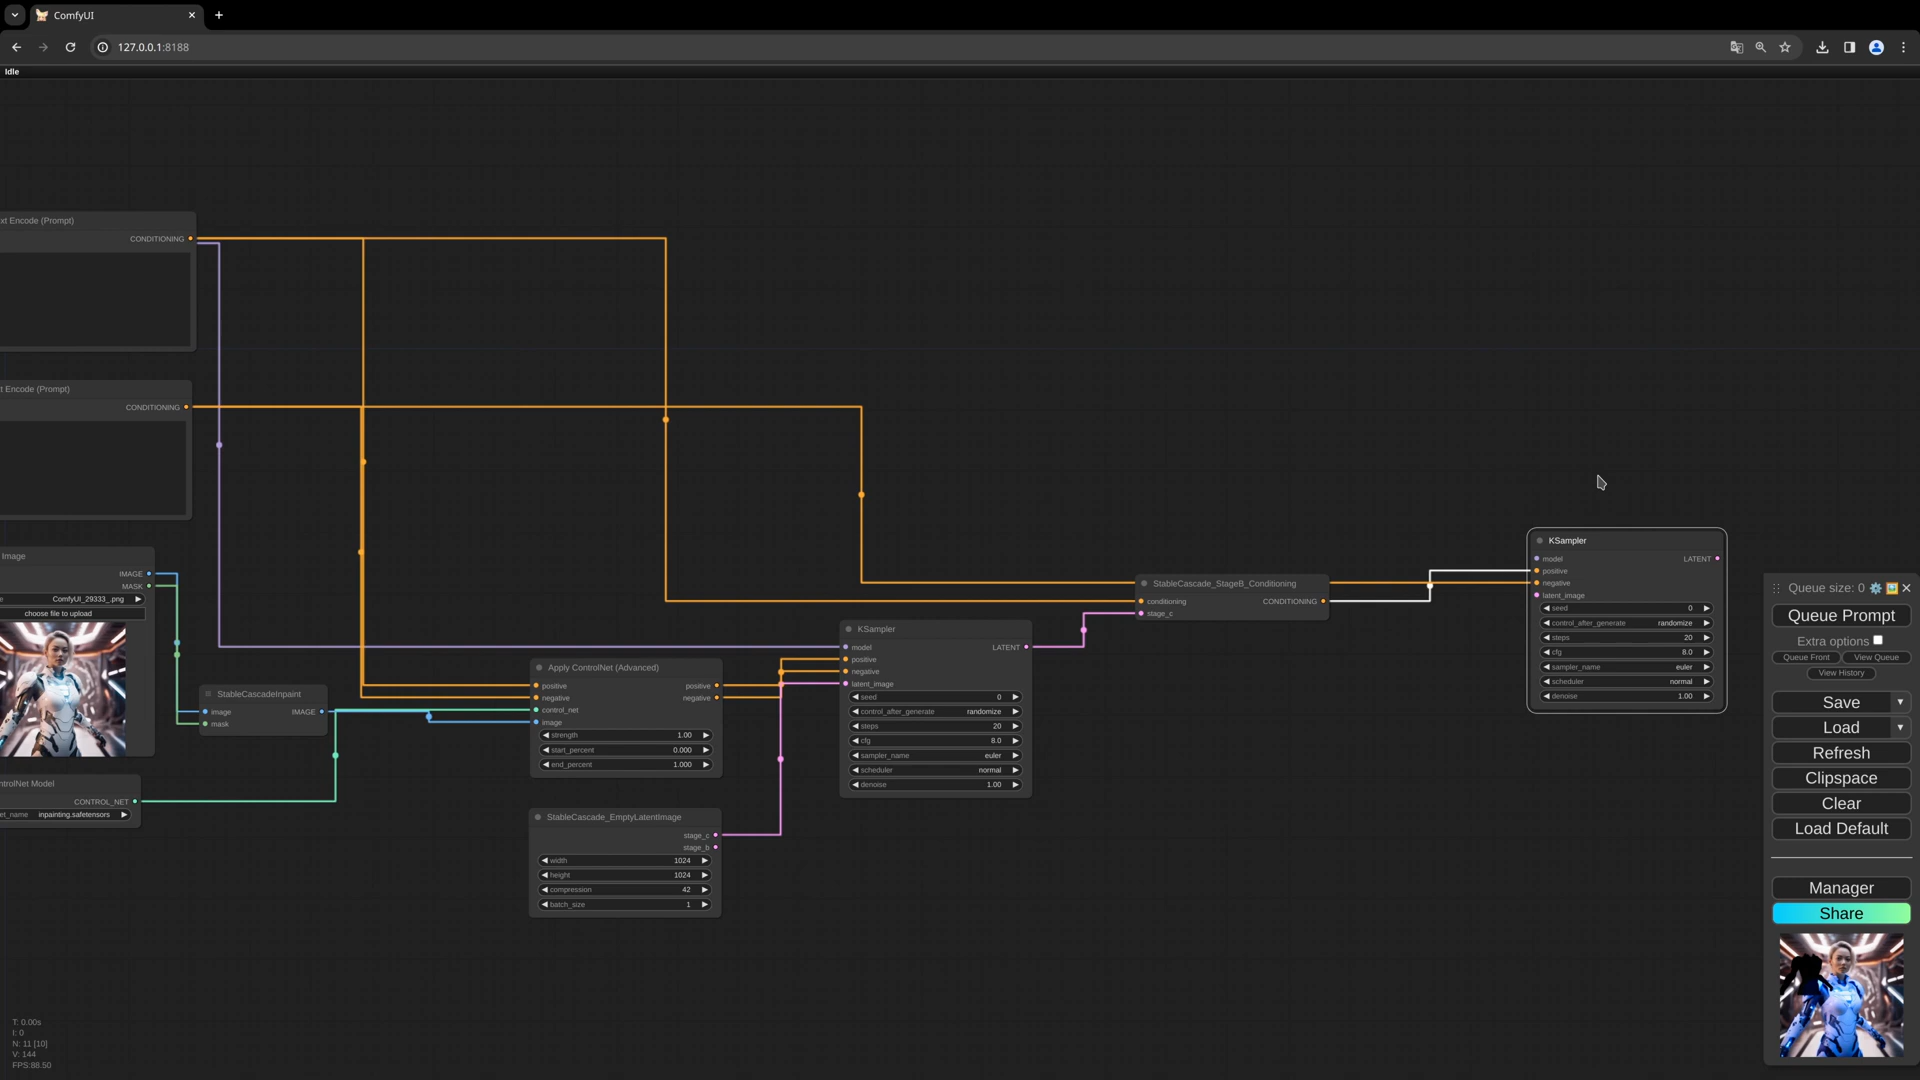 ComfyUI
127.0.0.1:8188
Idle
xt Encode (Prompt)
CONDITIONING
t Encode (Prompt)
CONDITIONING
Image
IMAGE
MASK
e ComfyUI_29333_.png
choose file to upload
ntrolNet Model
CONTROL_NET
et_name inpainting.safetensors
StableCascadeInpaint
image IMAGE
mask
Apply ControlNet (Advanced)
positive positive
negative negative
control_net
image
strength 1.00
start_percent 0.000
end_percent 1.000
StableCascade_EmptyLatentImage
stage_c
stage_b
width 1024
height 1024
compression 42
batch_size 1
KSampler
model LATENT
positive
negative
latent_image
seed 0
control_after_generate randomize
steps 20
cfg 8.0
sampler_name euler
scheduler normal
denoise 1.00
StableCascade_StageB_Conditioning
conditioning CONDITIONING
stage_c
KSampler
model LATENT
positive
negative
latent_image
seed 0
control_after_generate randomize
steps 20
cfg 8.0
sampler_name euler
scheduler normal
denoise 1.00
Queue size: 0
Queue Prompt
Extra options
Queue Front View Queue
View History
Save
Load
Refresh
Clipspace
Clear
Load Default
Manager
Share
T: 0.00s
I: 0
N: 11 [10]
V: 144
FPS:88.50